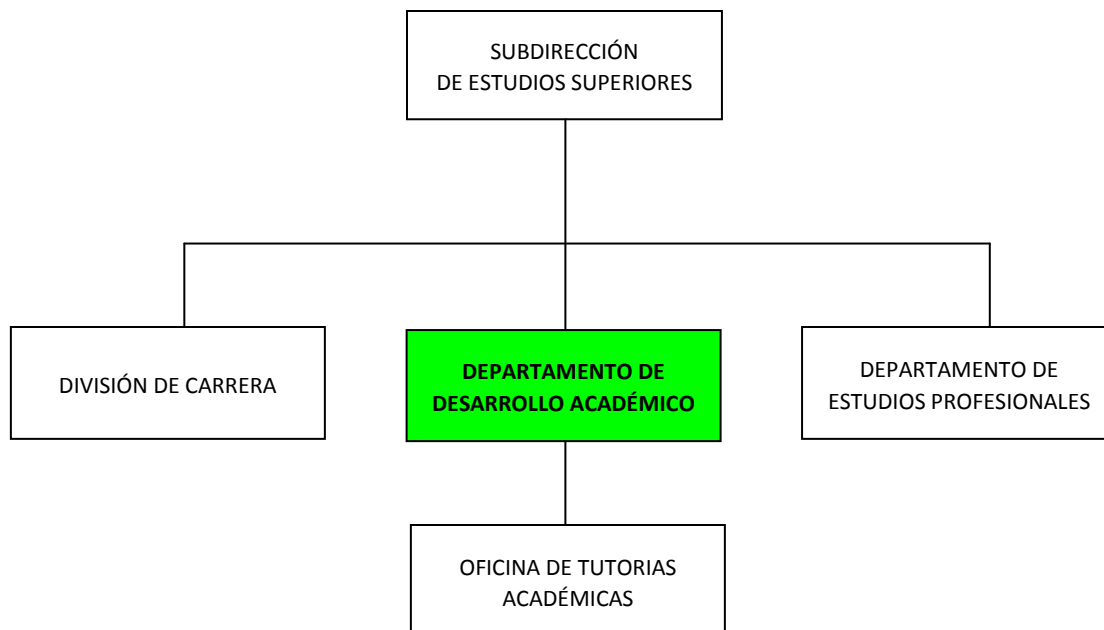 SUBDIRECCIÓN
DE ESTUDIOS SUPERIORES
DIVISIÓN DE CARRERA
DEPARTAMENTO DE
DESARROLLO ACADÉMICO
DEPARTAMENTO DE
ESTUDIOS PROFESIONALES
OFICINA DE TUTORIAS
ACADÉMICAS